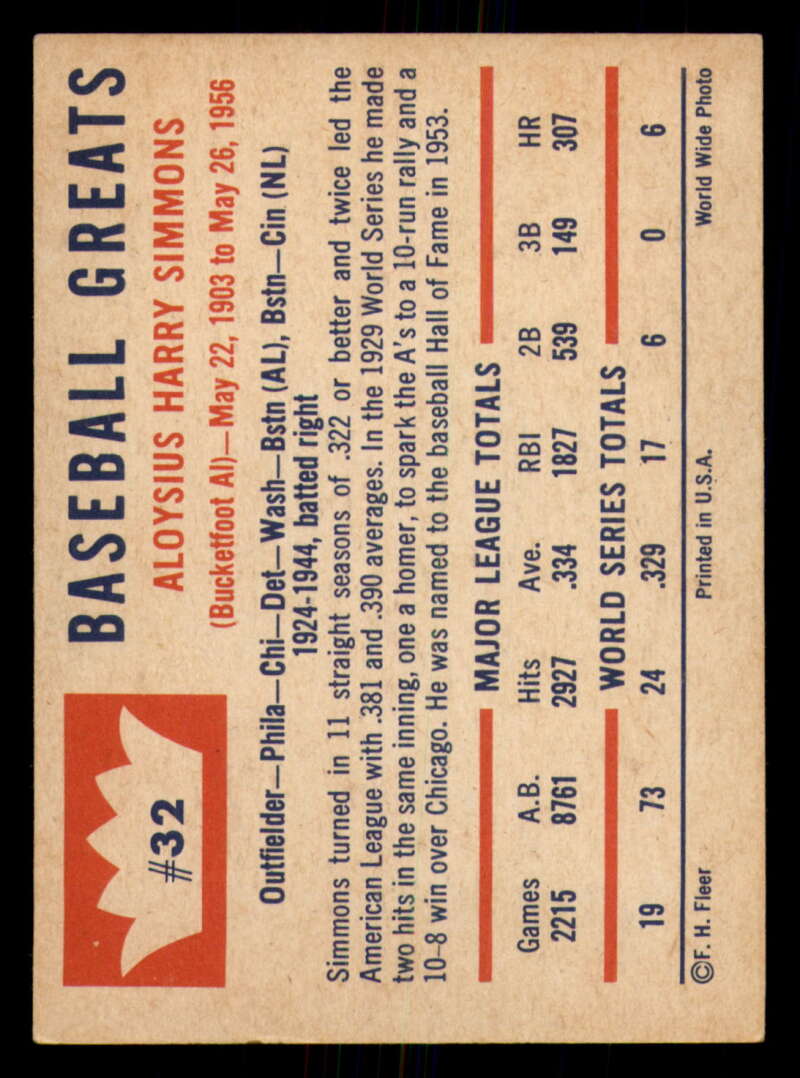 #32
BASEBALL GREATS
ALOYSIUS HARRY SIMMONS
(Bucketfoot Al)—May 22, 1903 to May 26, 1956
Outfielder—Phila—Chi—Det—Wash—Bstn (AL), Bstn—Cin (NL)
1924-1944, batted right
Simmons turned in 11 straight seasons of .322 or better and twice led the
American League with .381 and .390 averages. In the 1929 World Series he made
two hits in the same inning, one a homer, to spark the A's to a 10-run rally and a
10-8 win over Chicago. He was named to the baseball Hall of Fame in 1953.
MAJOR LEAGUE TOTALS
Games A.B. Hits Ave. RBI 2B 3B HR
2215 8761 2927 .334 1827 539 149 307
WORLD SERIES TOTALS
19 73 24 .329 17 6 0 6
©F. H. Fleer Printed in U.S.A. World Wide Photo